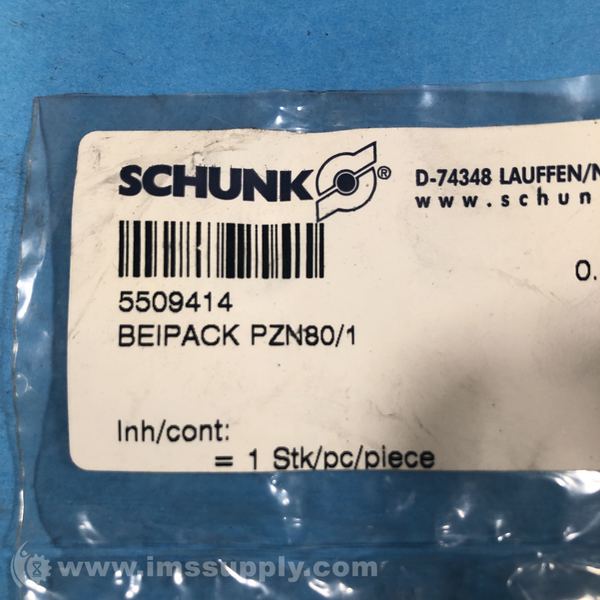 SCHUNK ® D-74348 LAUFFEN/N
www.schun
0.
5509414
BEIPACK PZN80/1
Inh/cont:
= 1 Stk/pc/piece
www.imssupply.com